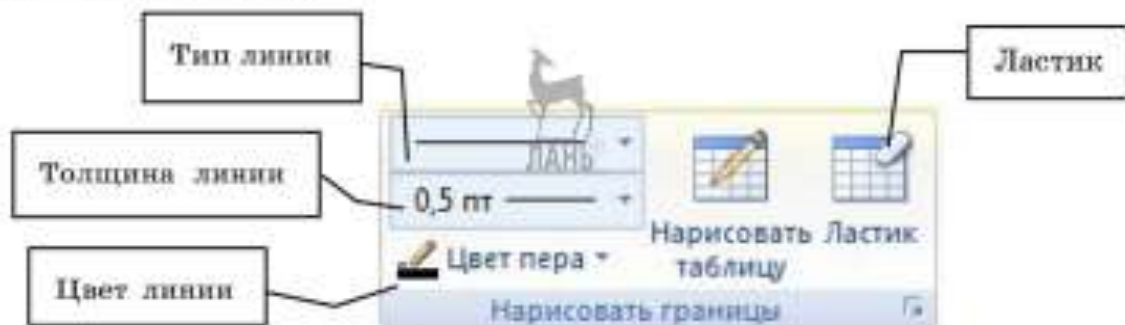 Тип линии
Ластик
ЛАНЬ
Толщина линии
0,5 пт
Нарисовать таблицу
Ластик
Цвет пера
Цвет линии
Нарисовать границы